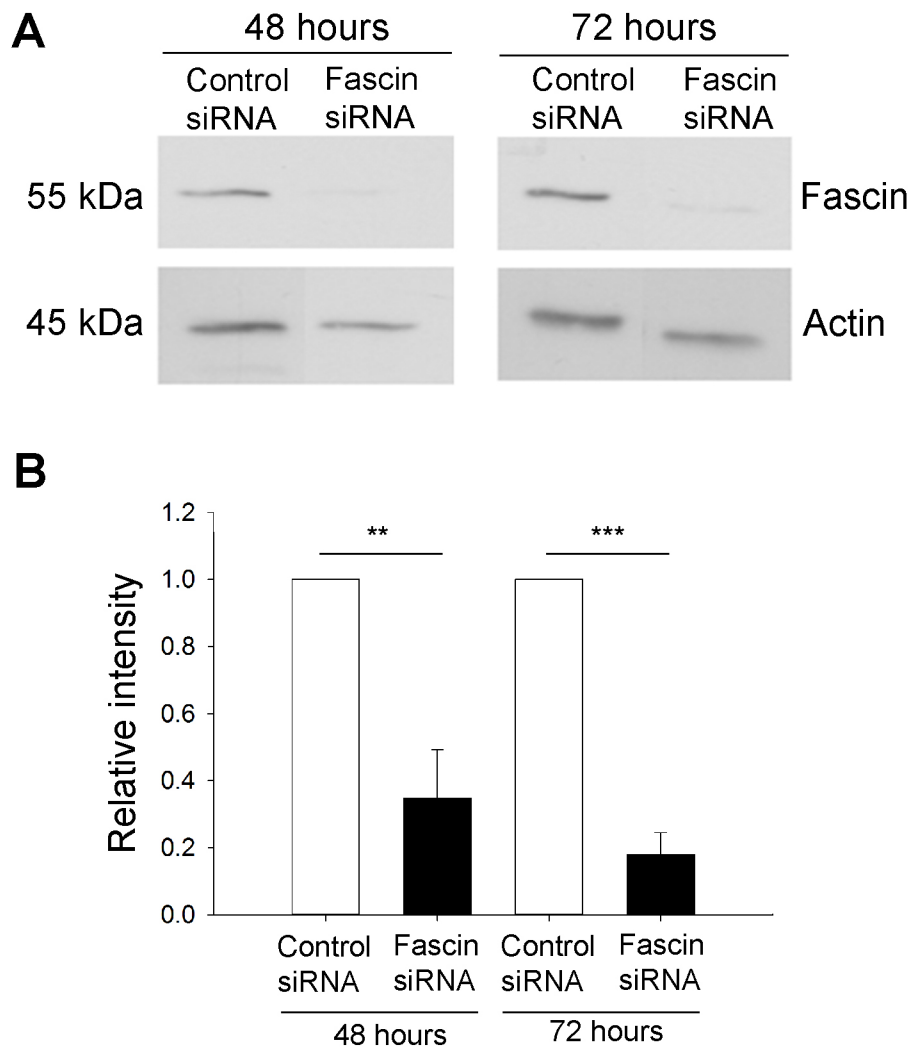 A
48 hours
72 hours
Control
siRNA
Fascin
siRNA
Control
siRNA
Fascin
siRNA
55 kDa
Fascin
45 kDa
Actin
B
Relative intensity
1.2
1.0
0.8
0.6
0.4
0.2
0.0
**
***
Control
siRNA
Fascin
siRNA
Control
siRNA
Fascin
siRNA
48 hours
72 hours